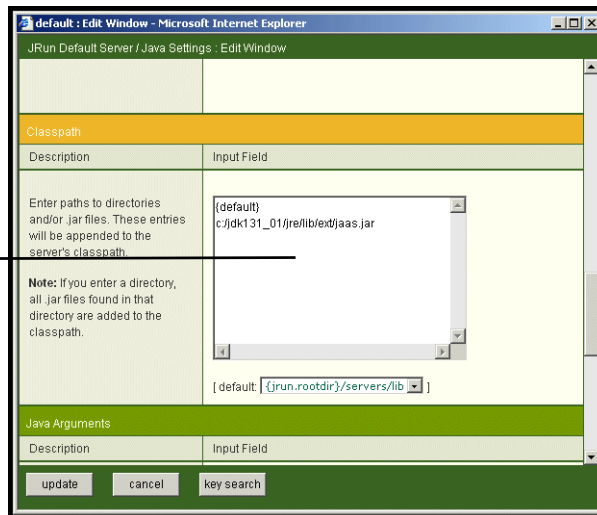 default : Edit Window - Microsoft Internet Explorer
JRun Default Server / Java Settings : Edit Window
Classpath
Description Input Field
Enter paths to directories
and/or .jar files. These entries
will be appended to the
server's classpath.
Note: If you enter a directory,
all .jar files found in that
directory are added to the
classpath.
{default}
c:/jdk131_01/jre/lib/ext/jaas.jar
[ default: {jrun.rootdir}/servers/lib ]
Java Arguments
Description Input Field
update cancel key search